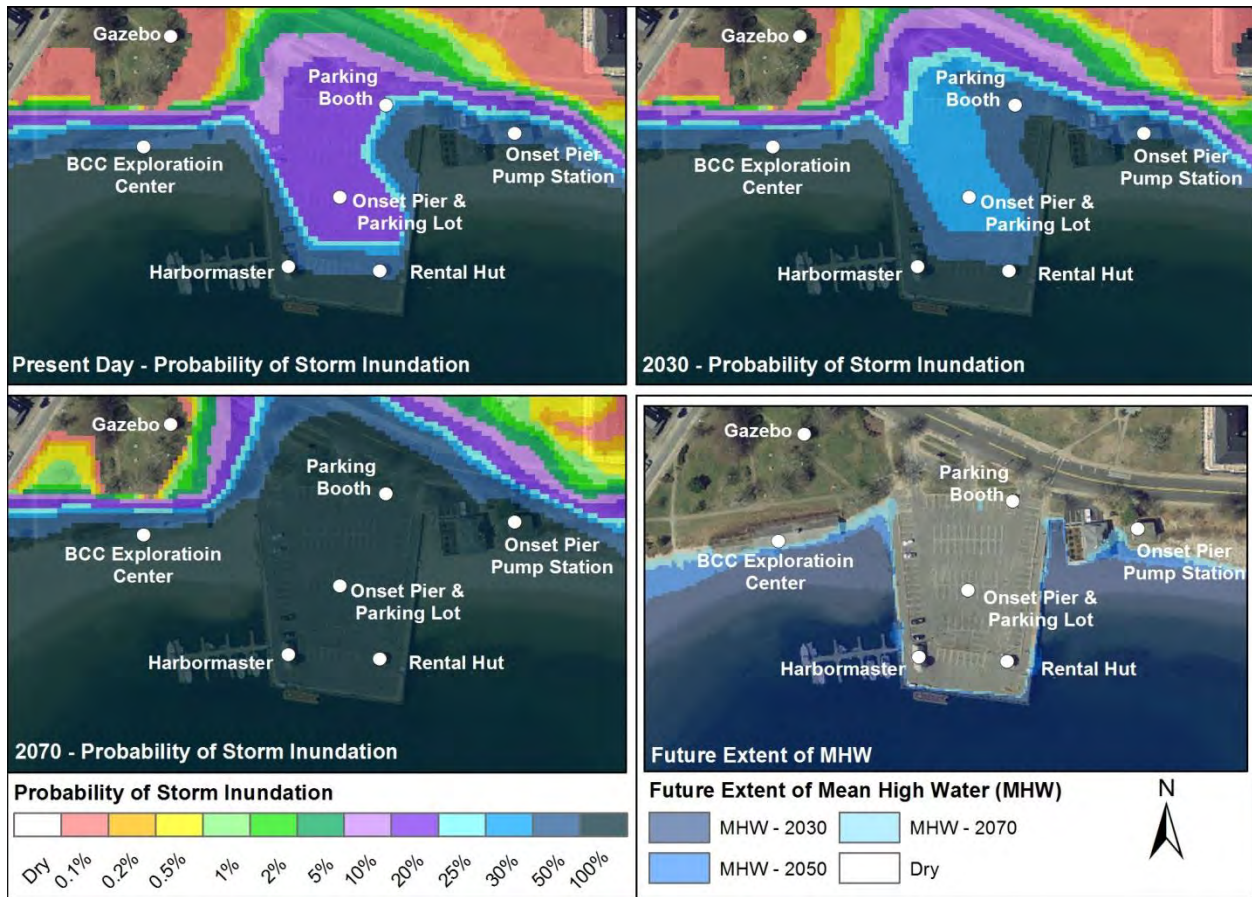 Gazebo
Parking
Booth
BCC Exploratioin
Center
Onset Pier
Pump Station
Onset Pier &
Parking Lot
Harbormaster
Rental Hut
Present Day - Probability of Storm Inundation
Gazebo
Parking
Booth
BCC Exploratioin
Center
Onset Pier
Pump Station
Onset Pier &
Parking Lot
Harbormaster
Rental Hut
2030 - Probability of Storm Inundation
Gazebo
Parking
Booth
BCC Exploratioin
Center
Onset Pier
Pump Station
Onset Pier &
Parking Lot
Harbormaster
Rental Hut
2070 - Probability of Storm Inundation
Gazebo
Parking
Booth
BCC Exploratioin
Center
Onset Pier
Pump Station
Onset Pier &
Parking Lot
Harbormaster
Rental Hut
Future Extent of MHW
Probability of Storm Inundation
Dry 0.1% 0.2% 0.5% 1% 2% 5% 10% 20% 25% 30% 50% 100%
Future Extent of Mean High Water (MHW)
MHW - 2030
MHW - 2070
MHW - 2050
Dry
N